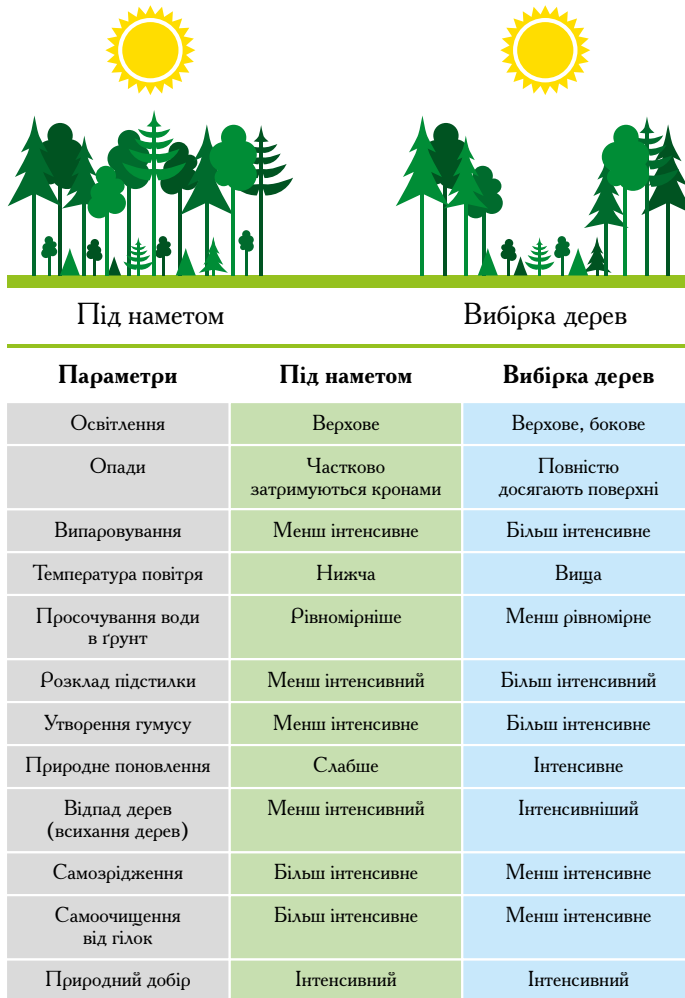 Під наметом
Вибірка дерев
Параметри
Під наметом
Вибірка дерев
Освітлення
Верхове
Верхове, бокове
Опади
Частково
затримуються кронами
Повністю
досягають поверхні
Випаровування
Менш інтенсивне
Більш інтенсивне
Температура повітря
Нижча
Вища
Просочування води
в ґрунт
Рівномірніше
Менш рівномірне
Розклад підстилки
Менш інтенсивний
Більш інтенсивний
Утворення гумусу
Менш інтенсивне
Більш інтенсивне
Природне поновлення
Слабше
Інтенсивне
Відпад дерев
(всихання дерев)
Менш інтенсивний
Інтенсивніший
Самозрідження
Більш інтенсивне
Менш інтенсивне
Самоочищення
від гілок
Більш інтенсивне
Менш інтенсивне
Природний добір
Інтенсивний
Інтенсивний